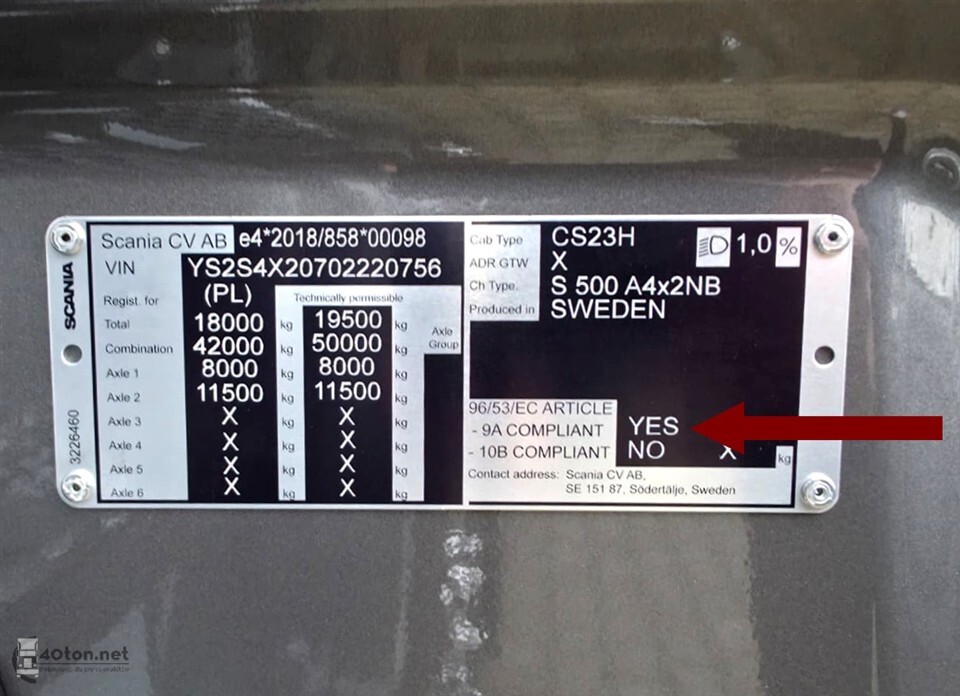 Scania CV AB e4*2018/858*00098
VIN YS2S4X20702220756
Regist. for (PL) Technically permissible
Total 18000 kg 19500 kg
Combination 42000 kg 50000 kg Axle Group
Axle 1 8000 kg 8000 kg
Axle 2 11500 kg 11500 kg
Axle 3 X kg X kg
Axle 4 X kg X kg
Axle 5 X kg X kg
Axle 6 X kg X kg
SCANIA
3226460
Cab Type CS23H 1,0 %
ADR GTW X
Ch Type. S 500 A4x2NB
Produced in SWEDEN
96/53/EC ARTICLE
- 9A COMPLIANT YES
- 10B COMPLIANT NO X kg
Contact address: Scania CV AB,
SE 151 87, Södertälje, Sweden
40ton.net